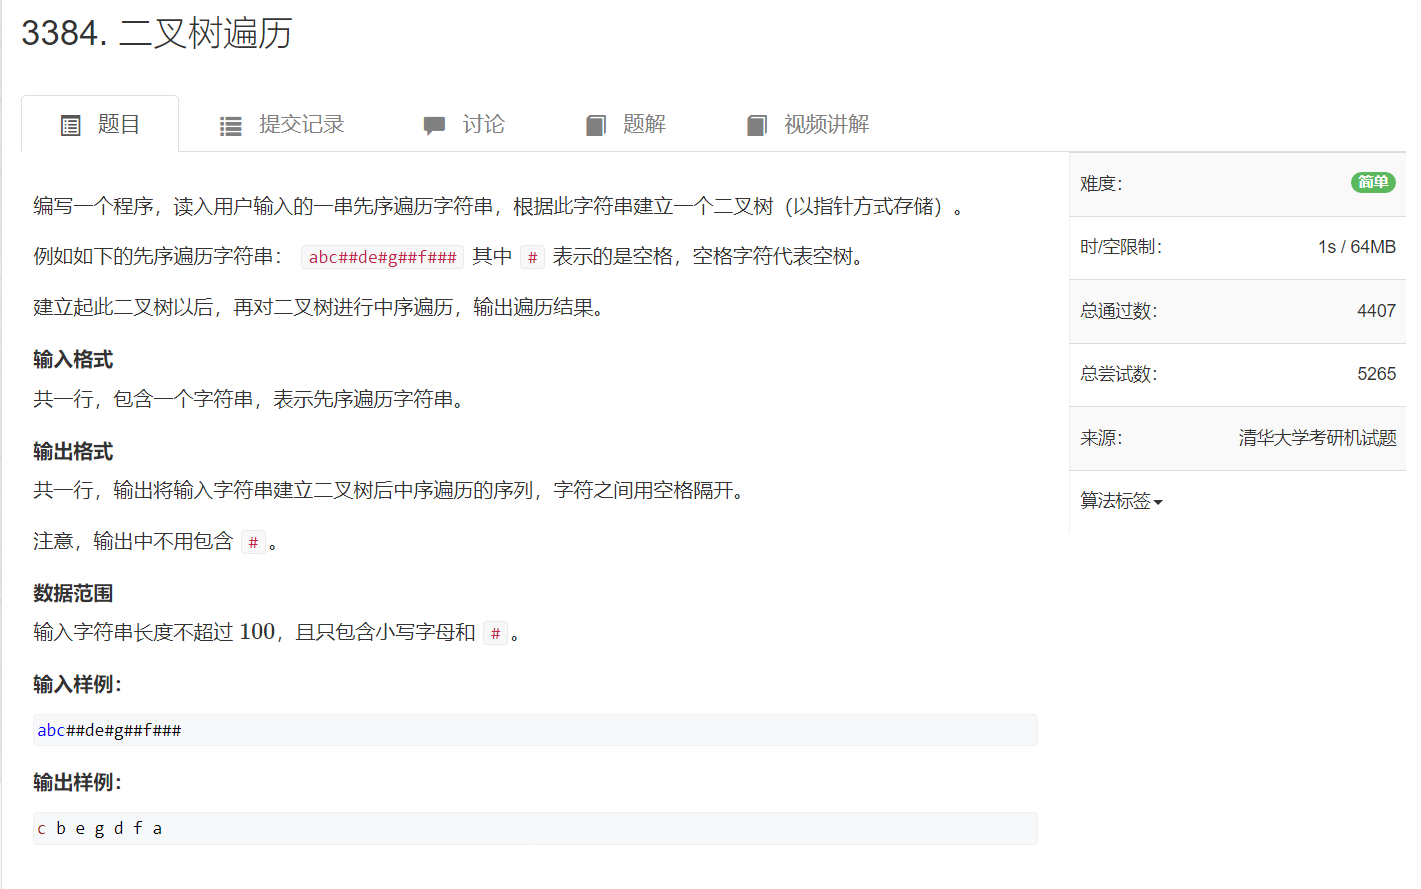 3384. 二叉树遍历
题目
提交记录
讨论
题解
视频讲解
编写一个程序，读入用户输入的一串先序遍历字符串，根据此字符串建立一个二叉树（以指针方式存储）。
例如如下的先序遍历字符串： abc##de#g##f### 其中 # 表示的是空格，空格字符代表空树。
建立起此二叉树以后，再对二叉树进行中序遍历，输出遍历结果。
输入格式
共一行，包含一个字符串，表示先序遍历字符串。
输出格式
共一行，输出将输入字符串建立二叉树后中序遍历的序列，字符之间用空格隔开。
注意，输出中不用包含 # 。
数据范围
输入字符串长度不超过 100，且只包含小写字母和 # 。
输入样例：
abc##de#g##f###
输出样例：
c b e g d f a
难度：
简单
时/空限制：
1s / 64MB
总通过数：
4407
总尝试数：
5265
来源：
清华大学考研机试题
算法标签